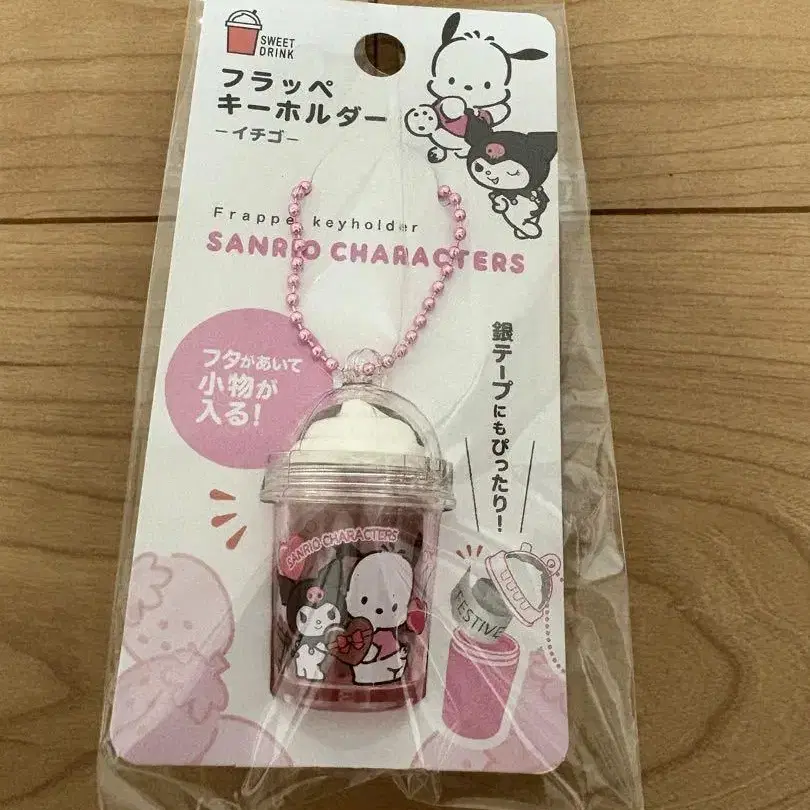 SWEET
DRINK
フラッペ
キーホルダー
－イチゴ－
Frappe keyholder
SANRIO CHARACTERS
フタがあいて
小物が
入る!
銀テープにもぴったり!
SANRIO CHARACTERS
FESTIVE